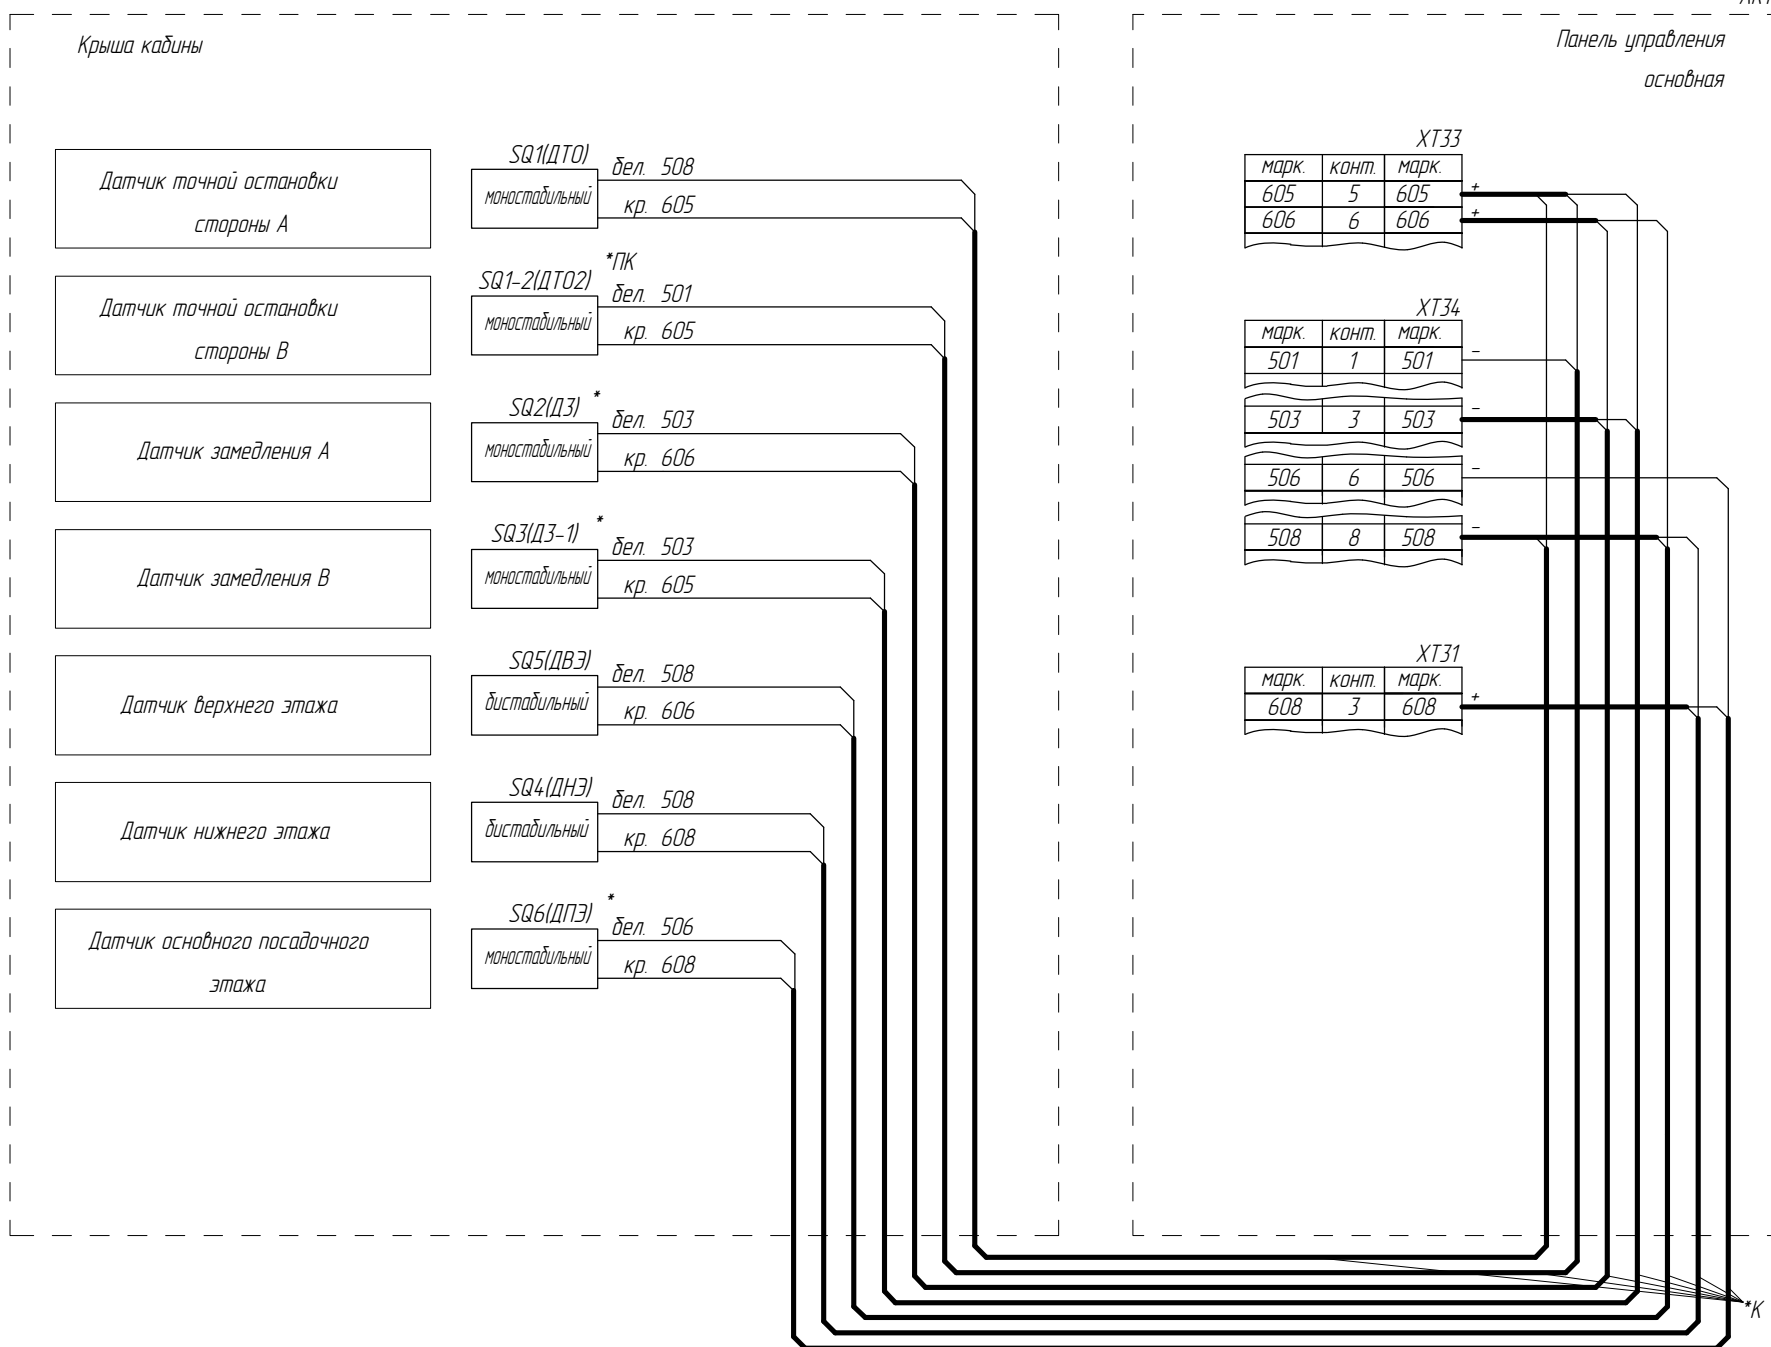 Крыша кабины
Панель управления
основная
Датчик точной остановки
стороны А
SQ1(ДТО)
моностабильный
бел. 508
кр. 605
Датчик точной остановки
стороны В
*ПК
SQ1-2(ДТО2)
моностабильный
бел. 501
кр. 605
Датчик замедления А
SQ2(ДЗ) *
моностабильный
бел. 503
кр. 606
Датчик замедления В
SQ3(ДЗ-1) *
моностабильный
бел. 503
кр. 605
Датчик верхнего этажа
SQ5(ДВЭ)
бистабильный
бел. 508
кр. 606
Датчик нижнего этажа
SQ4(ДНЭ)
бистабильный
бел. 508
кр. 608
Датчик основного посадочного
этажа
SQ6(ДПЭ) *
моностабильный
бел. 506
кр. 608
XT33
марк. конт. марк.
605 5 605 +
606 6 606 +
XT34
марк. конт. марк.
501 1 501 -
503 3 503 -
506 6 506 -
508 8 508 -
XT31
марк. конт. марк.
608 3 608 +
*К